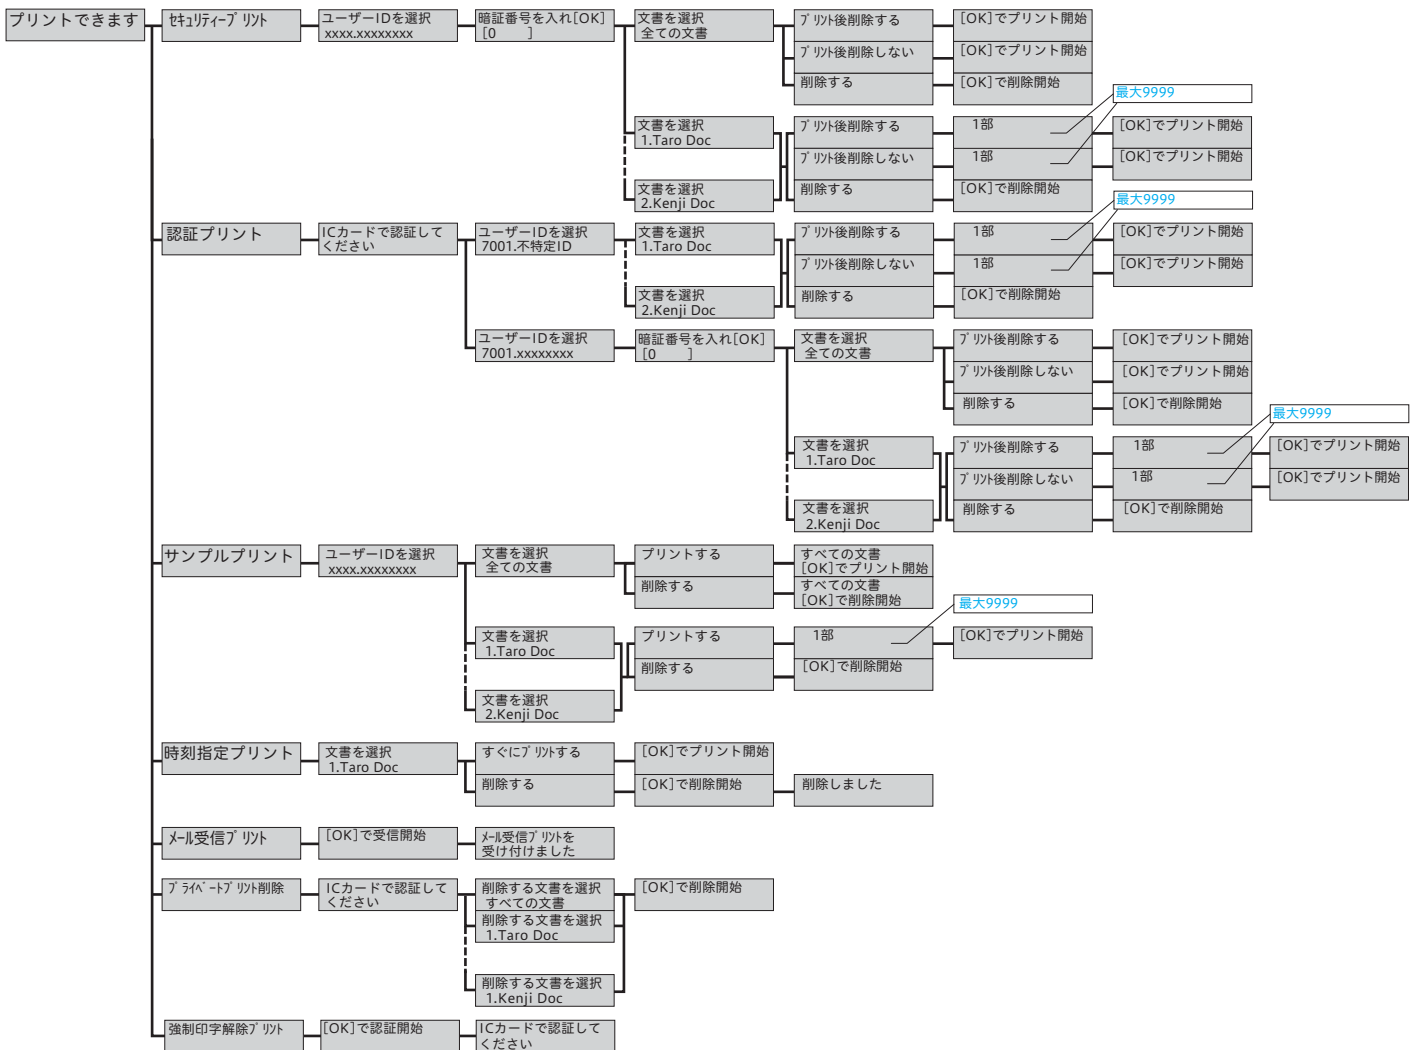 プリントできます
セキュリティープリント
ユーザーIDを選択
xxxx.xxxxxxxx
暗証番号を入れ[OK]
[0　　]
文書を選択
全ての文書
プリント後削除する
[OK]でプリント開始
プリント後削除しない
[OK]でプリント開始
削除する
[OK]で削除開始
最大9999
文書を選択
1.Taro Doc
プリント後削除する
1部
[OK]でプリント開始
プリント後削除しない
1部
[OK]でプリント開始
文書を選択
2.Kenji Doc
削除する
[OK]で削除開始
最大9999
認証プリント
ICカードで認証して
ください
ユーザーIDを選択
7001.不特定ID
文書を選択
1.Taro Doc
プリント後削除する
1部
[OK]でプリント開始
プリント後削除しない
1部
[OK]でプリント開始
文書を選択
2.Kenji Doc
削除する
[OK]で削除開始
ユーザーIDを選択
7001.xxxxxxxx
暗証番号を入れ[OK]
[0　　]
文書を選択
全ての文書
プリント後削除する
[OK]でプリント開始
プリント後削除しない
[OK]でプリント開始
削除する
[OK]で削除開始
最大9999
文書を選択
1.Taro Doc
プリント後削除する
1部
[OK]でプリント開始
プリント後削除しない
1部
[OK]でプリント開始
文書を選択
2.Kenji Doc
削除する
[OK]で削除開始
サンプルプリント
ユーザーIDを選択
xxxx.xxxxxxxx
文書を選択
全ての文書
プリントする
すべての文書
[OK]でプリント開始
削除する
すべての文書
[OK]で削除開始
最大9999
文書を選択
1.Taro Doc
プリントする
1部
[OK]でプリント開始
削除する
[OK]で削除開始
文書を選択
2.Kenji Doc
時刻指定プリント
文書を選択
1.Taro Doc
すぐにプリントする
[OK]でプリント開始
削除する
[OK]で削除開始
削除しました
メール受信プリント
[OK]で受信開始
メール受信プリントを
受け付けました
プライベートプリント削除
ICカードで認証して
ください
削除する文書を選択
すべての文書
[OK]で削除開始
削除する文書を選択
1.Taro Doc
削除する文書を選択
1.Kenji Doc
強制印字解除プリント
[OK]で認証開始
ICカードで認証して
ください